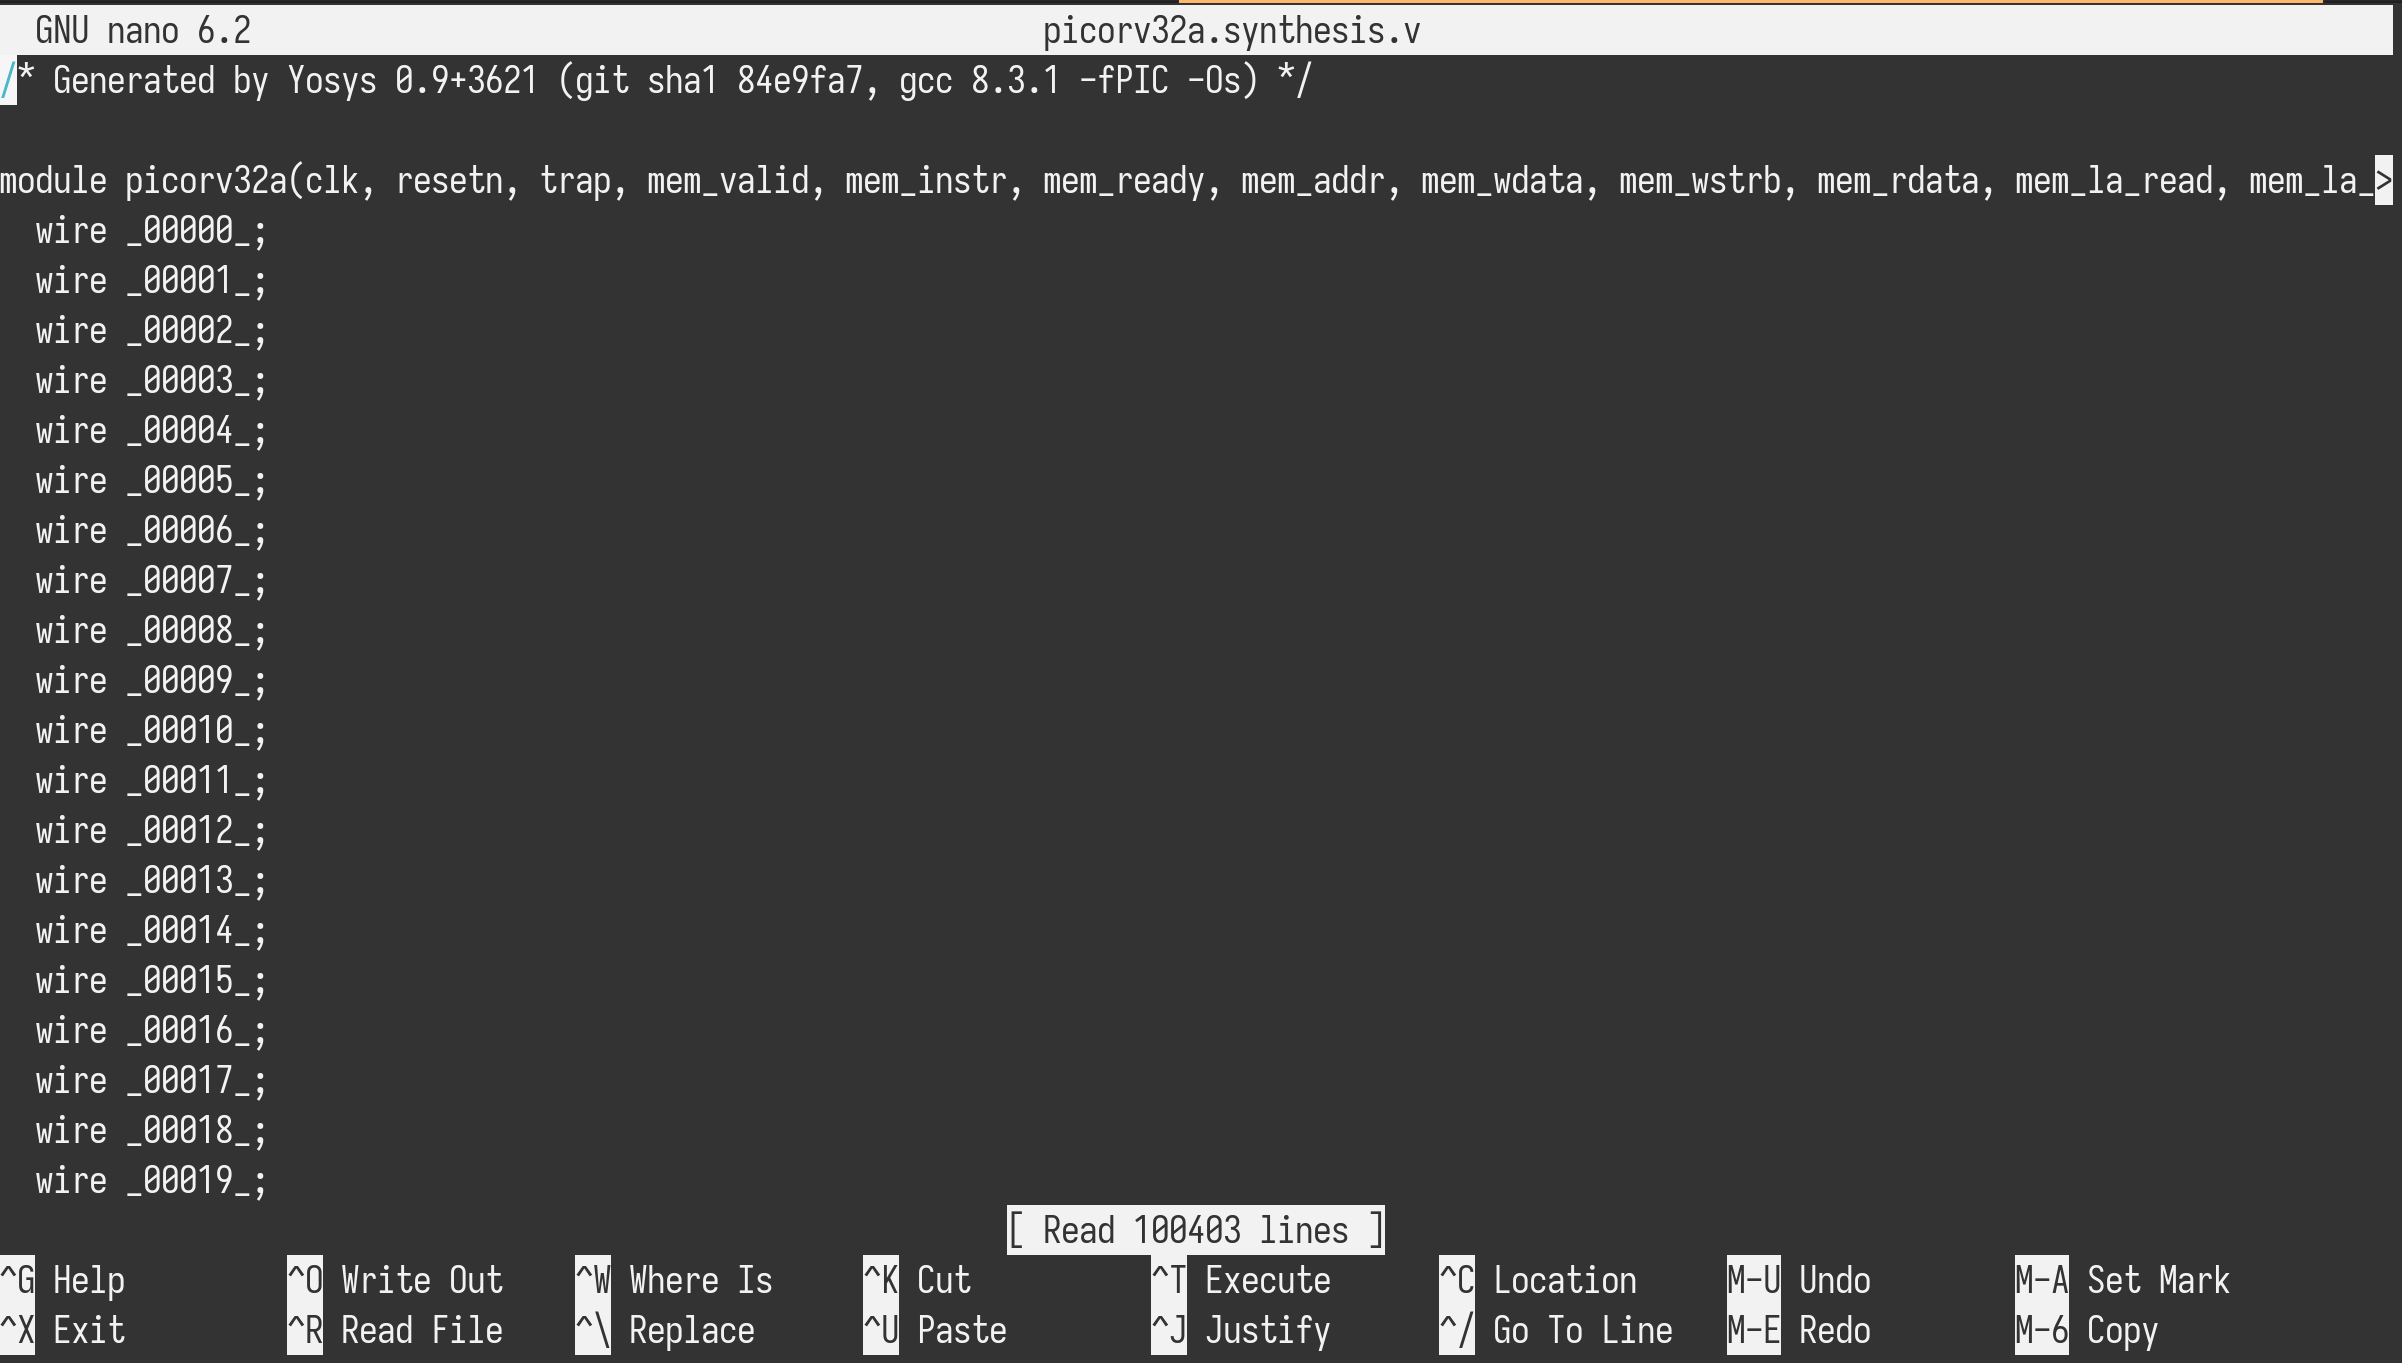 GNU nano 6.2 picorv32a.synthesis.v
/* Generated by Yosys 0.9+3621 (git sha1 84e9fa7, gcc 8.3.1 -fPIC -Os) */
module picorv32a(clk, resetn, trap, mem_valid, mem_instr, mem_ready, mem_addr, mem_wdata, mem_wstrb, mem_rdata, mem_la_read, mem_la_>
wire _00000_;
wire _00001_;
wire _00002_;
wire _00003_;
wire _00004_;
wire _00005_;
wire _00006_;
wire _00007_;
wire _00008_;
wire _00009_;
wire _00010_;
wire _00011_;
wire _00012_;
wire _00013_;
wire _00014_;
wire _00015_;
wire _00016_;
wire _00017_;
wire _00018_;
wire _00019_;
[ Read 100403 lines ]
^G Help ^O Write Out ^W Where Is ^K Cut ^T Execute ^C Location M-U Undo M-A Set Mark
^X Exit ^R Read File ^\ Replace ^U Paste ^J Justify ^/ Go To Line M-E Redo M-6 Copy